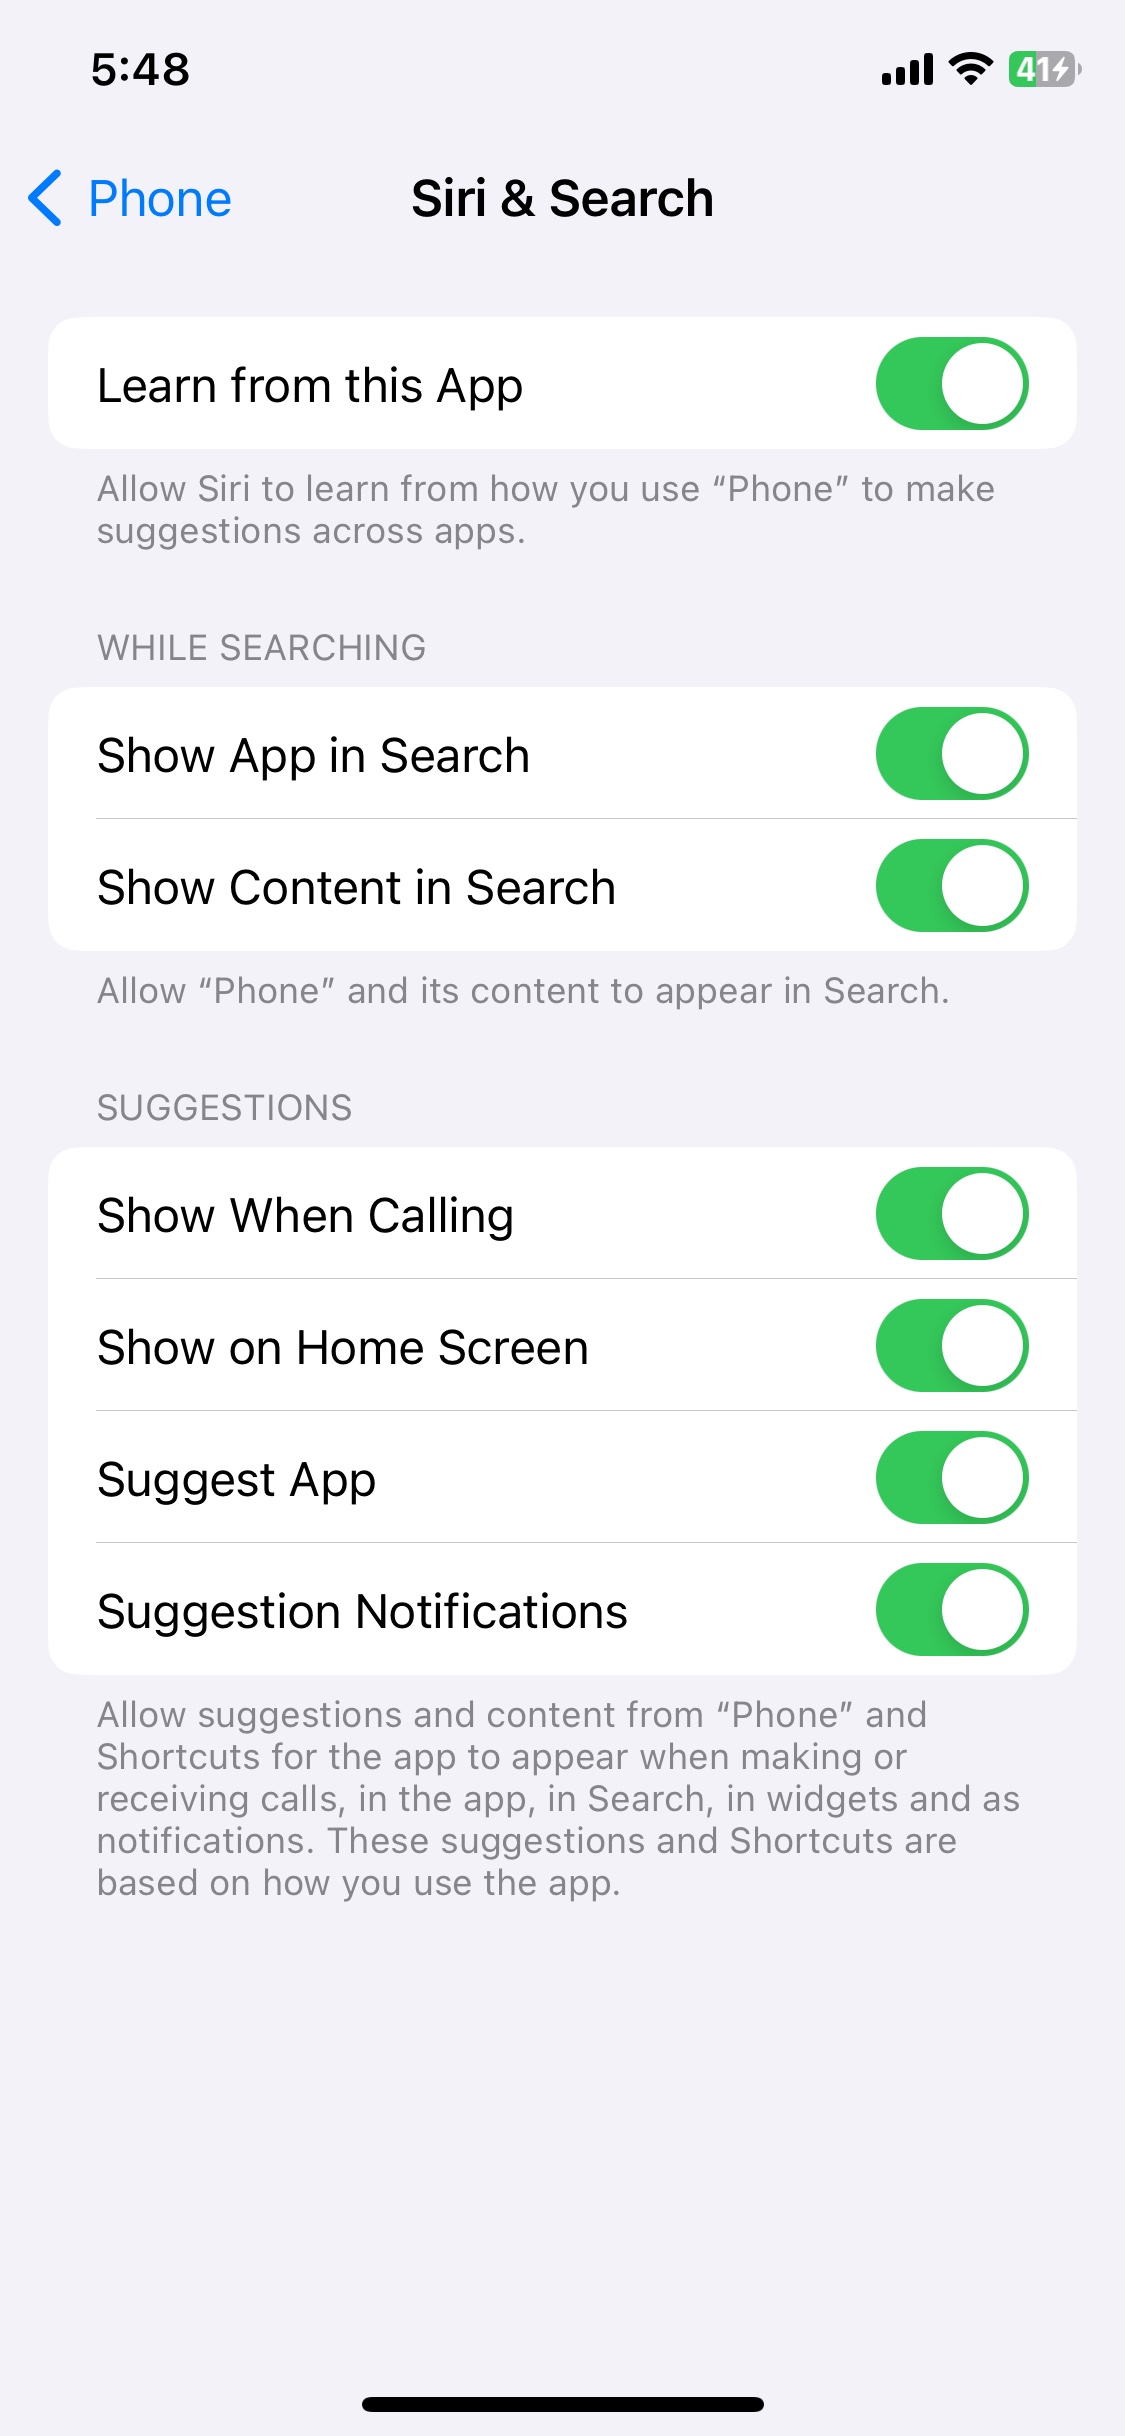 5:48
41
Phone
Siri & Search
Learn from this App
Allow Siri to learn from how you use “Phone” to make
suggestions across apps.
WHILE SEARCHING
Show App in Search
Show Content in Search
Allow “Phone” and its content to appear in Search.
SUGGESTIONS
Show When Calling
Show on Home Screen
Suggest App
Suggestion Notifications
Allow suggestions and content from “Phone” and
Shortcuts for the app to appear when making or
receiving calls, in the app, in Search, in widgets and as
notifications. These suggestions and Shortcuts are
based on how you use the app.